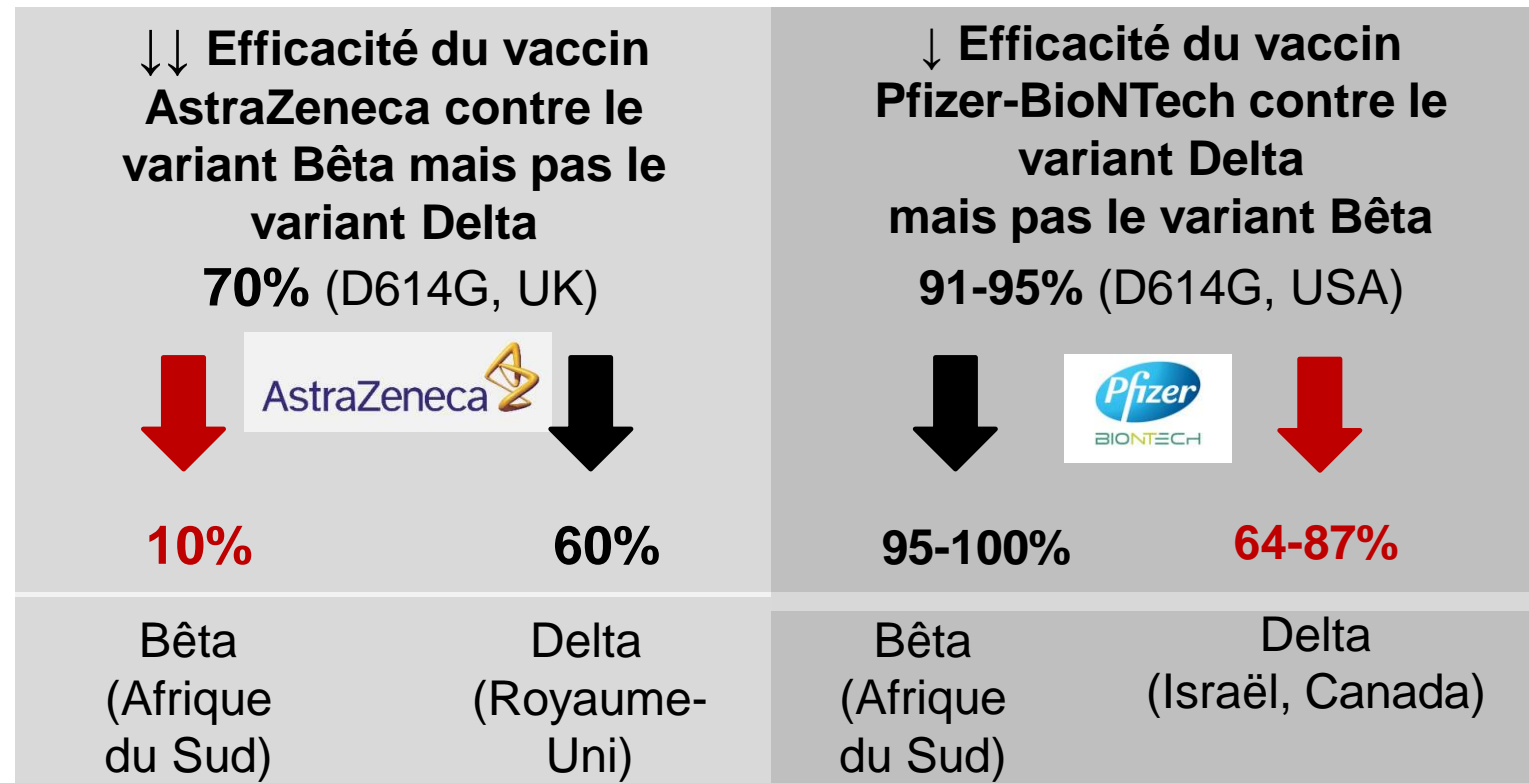 ↓↓ Efficacité du vaccin
AstraZeneca contre le
variant Bêta mais pas le
variant Delta
70% (D614G, UK)
AstraZeneca
10%
60%
Bêta
(Afrique
du Sud)
Delta
(Royaume-
Uni)
↓ Efficacité du vaccin
Pfizer-BioNTech contre le
variant Delta
mais pas le variant Bêta
91-95% (D614G, USA)
Pfizer
BIONTECH
95-100%
64-87%
Bêta
(Afrique
du Sud)
Delta
(Israël, Canada)